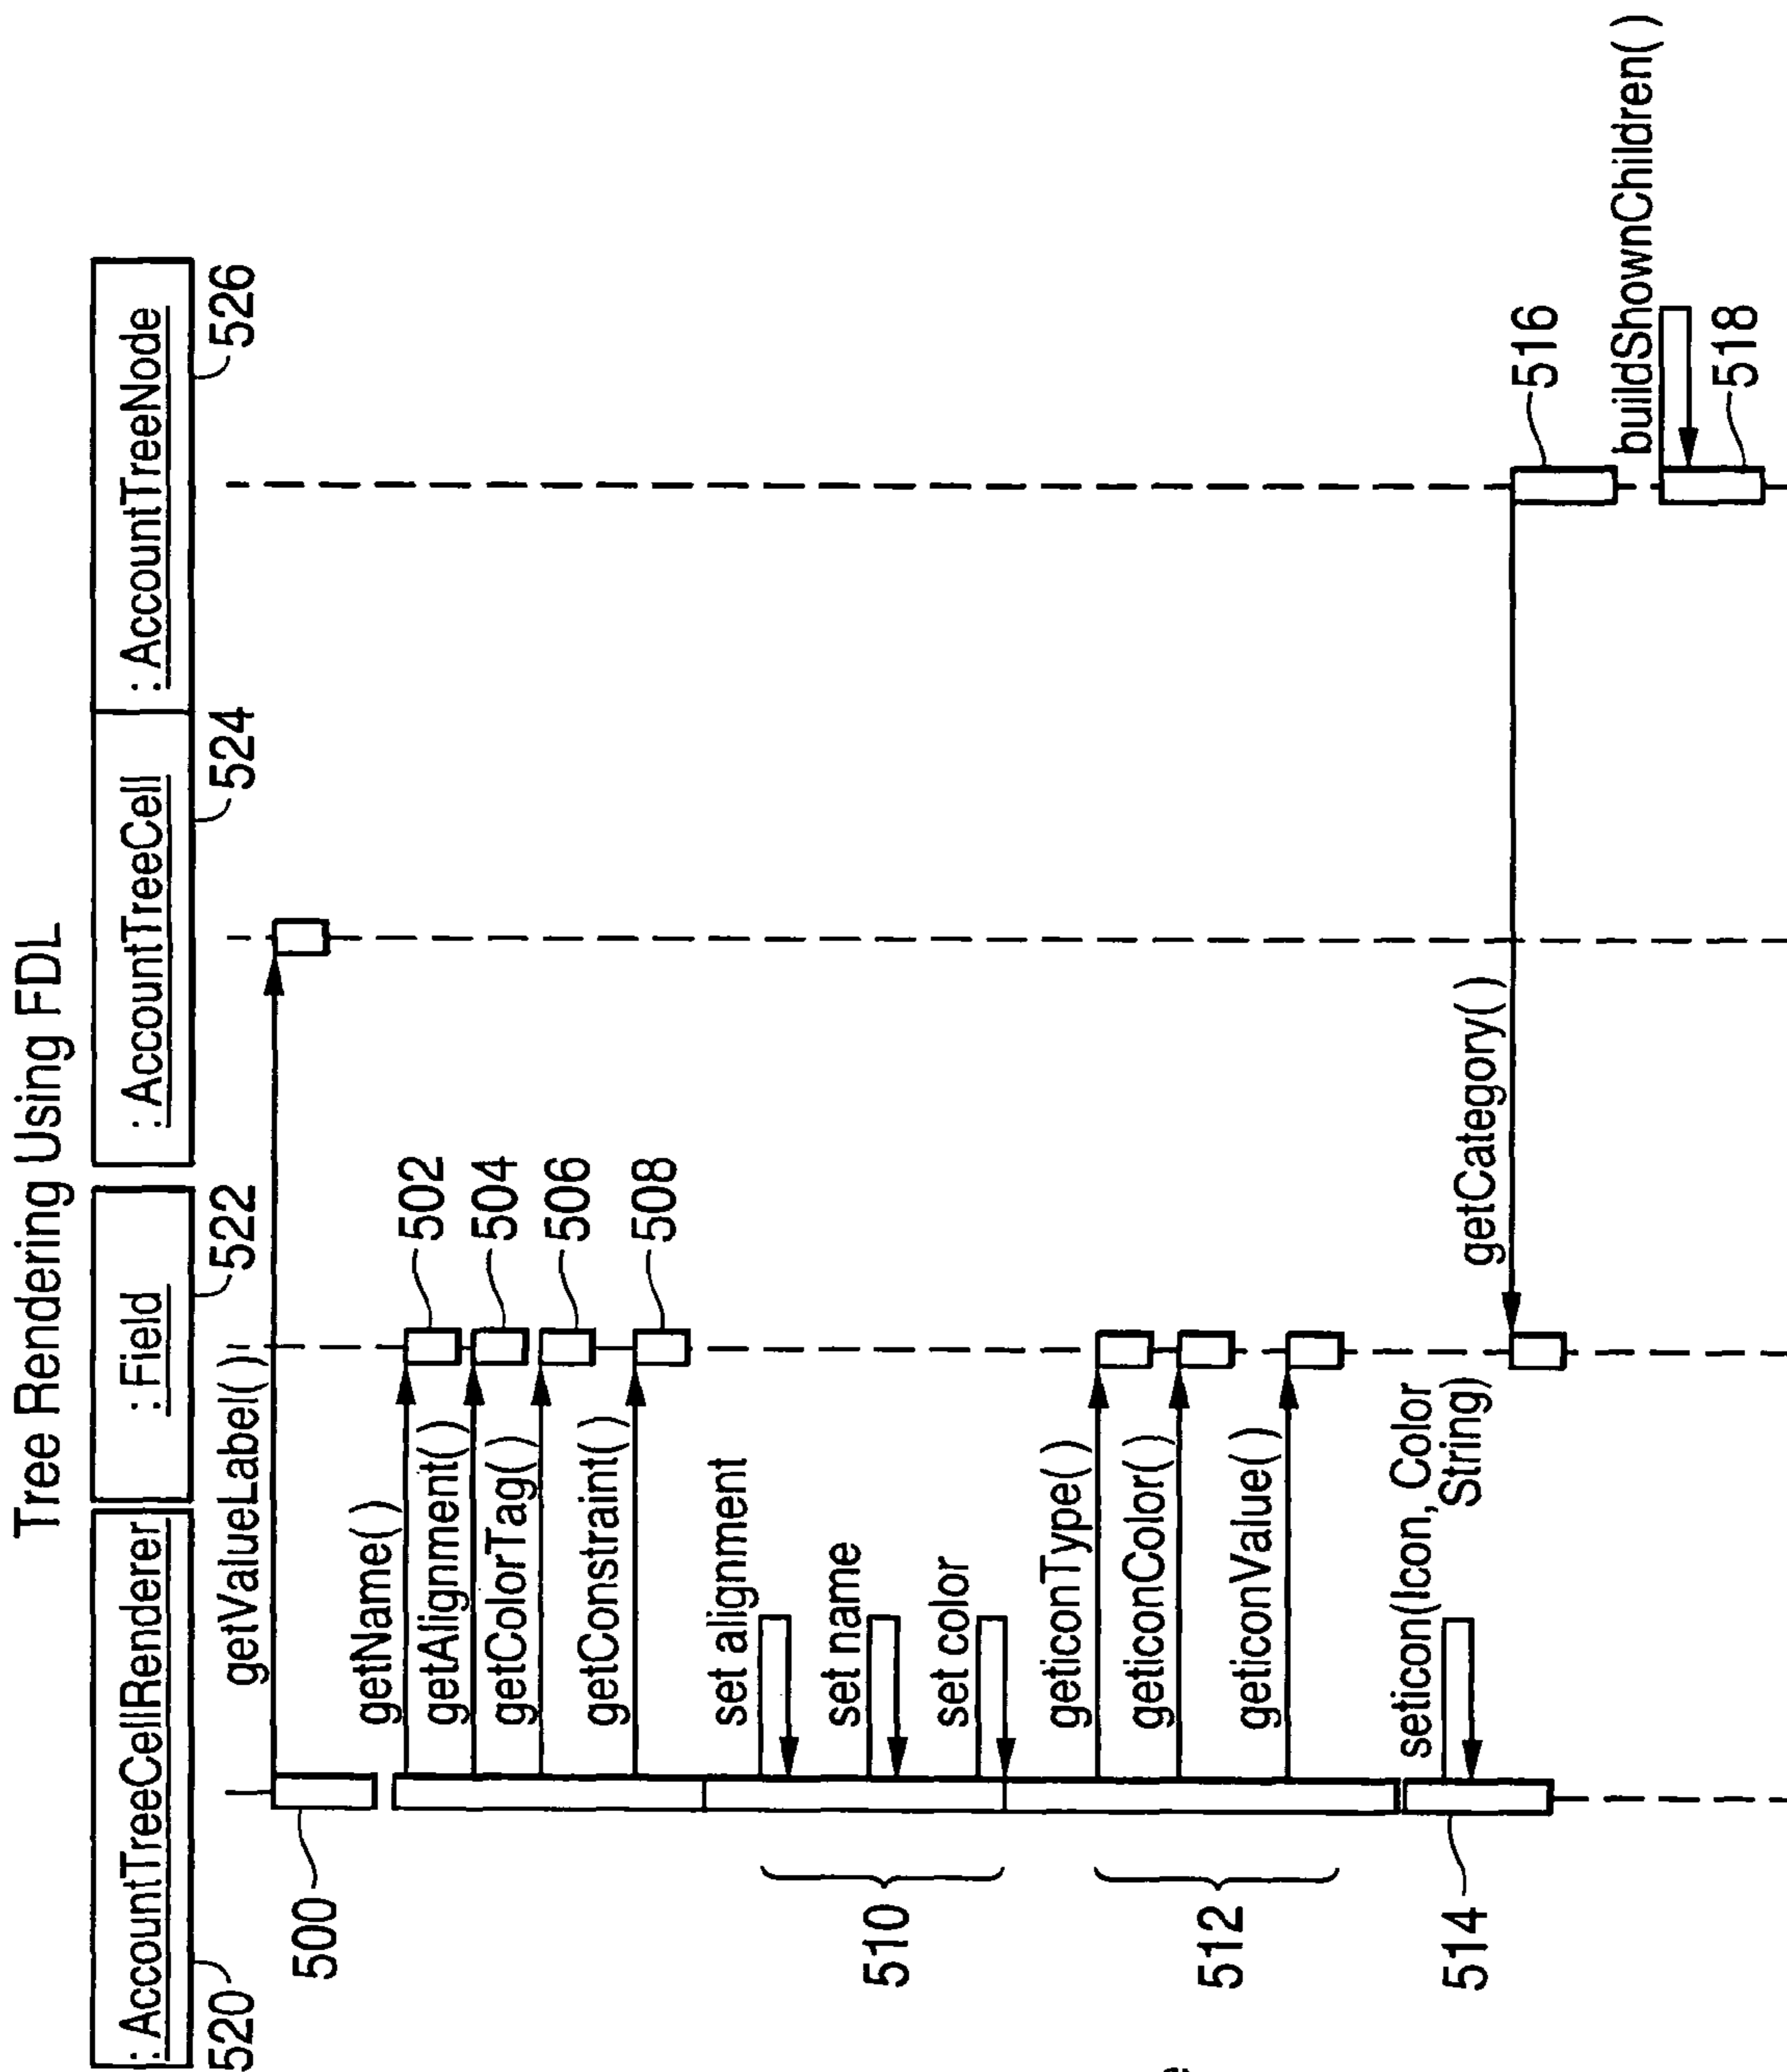 Tree Rendering Using FDL
:AccountTreeCellRenderer
:Field
:AccountTreeCell
:AccountTreeNode
520
522
524
526
getValueLabel( )
500
getName( )
502
getAlignment( )
504
getColorTag( )
506
getConstraint( )
508
set alignment
set name
set color
510
geticonType( )
geticonColor( )
geticonValue( )
512
seticon(Icon, Color
String)
514
getCategory( )
516
buildShownChildren( )
518